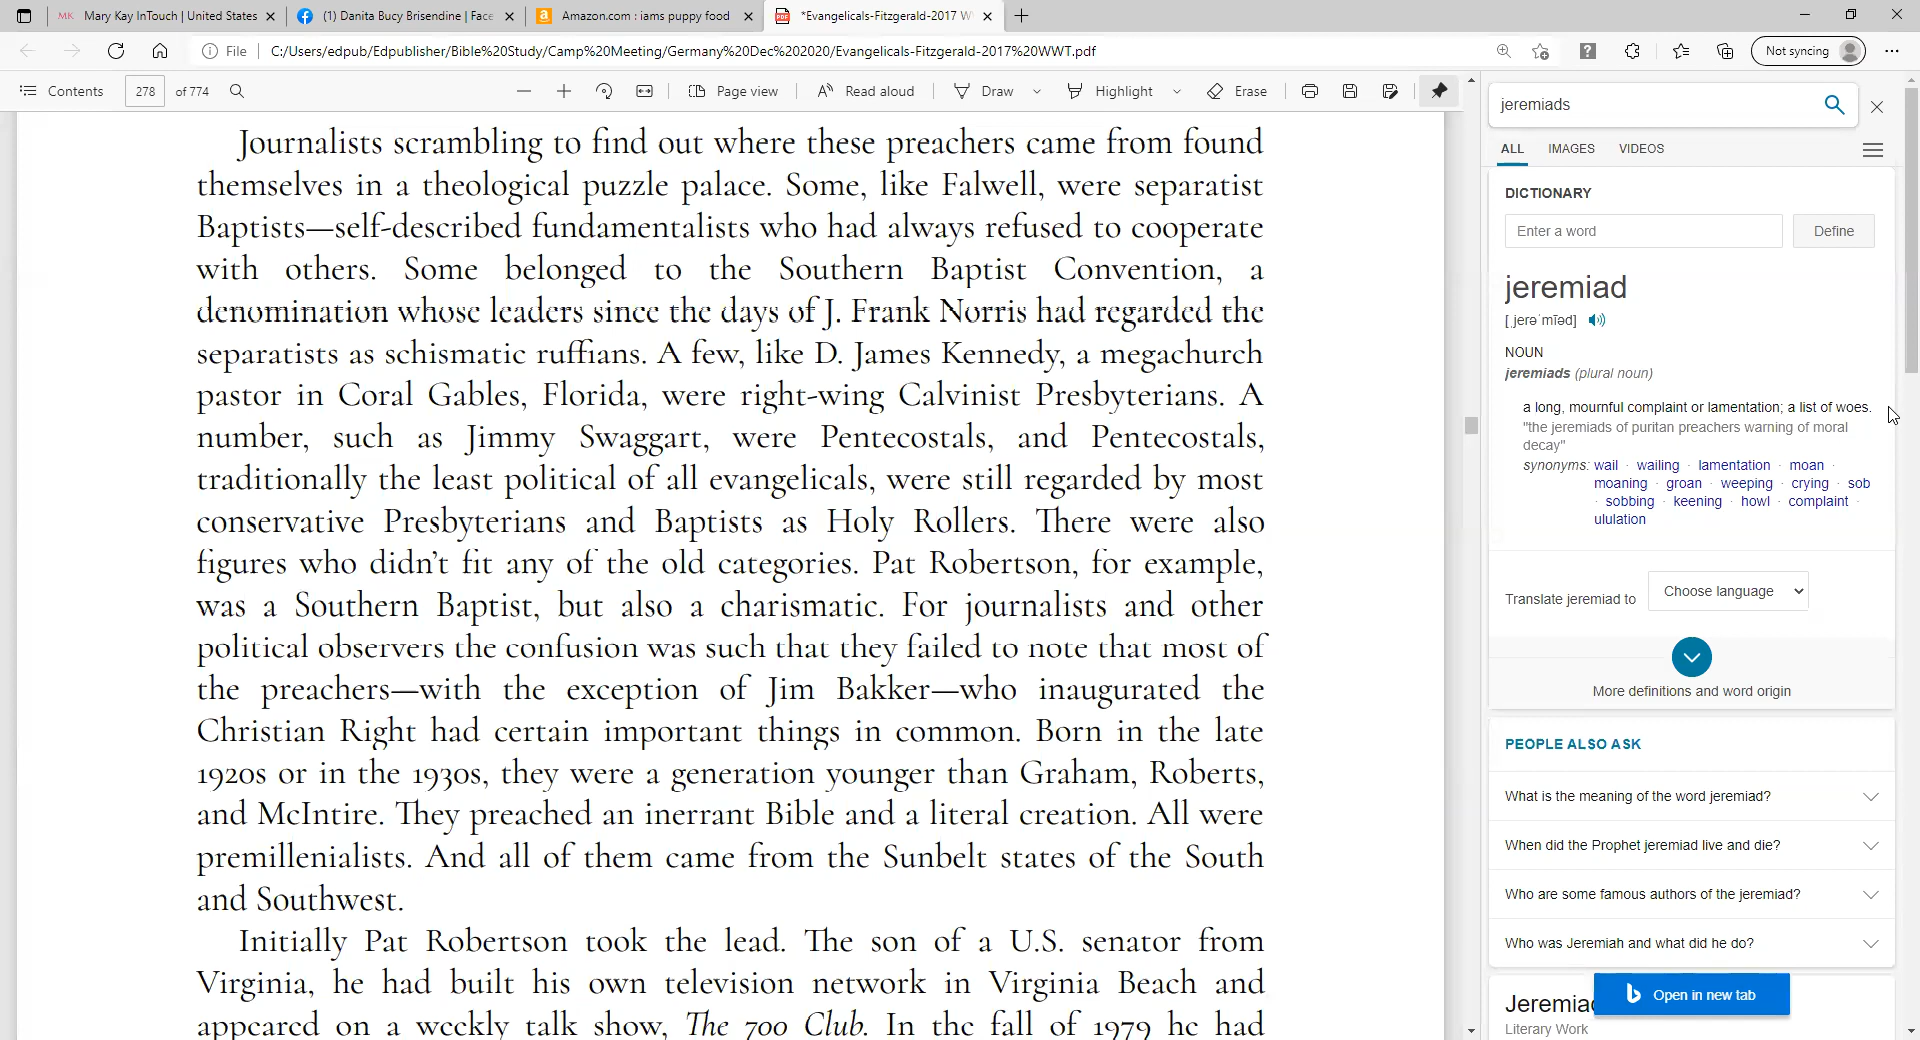 Mary Kay InTouch | United States
(1) Danita Bucy Brisendine | Face
Amazon.com : iams puppy food
*Evangelicals-Fitzgerald-2017 W
File
C:/Users/edpub/Edpublisher/Bible%20Study/Camp%20Meeting/Germany%20Dec%202020/Evangelicals-Fitzgerald-2017%20WWT.pdf
Not syncing
Contents
278 of 774
Page view
Read aloud
Draw
Highlight
Erase
Journalists scrambling to find out where these preachers came from found
themselves in a theological puzzle palace. Some, like Falwell, were separatist
Baptists—self-described fundamentalists who had always refused to cooperate
with others. Some belonged to the Southern Baptist Convention, a
denomination whose leaders since the days of J. Frank Norris had regarded the
separatists as schismatic ruffians. A few, like D. James Kennedy, a megachurch
pastor in Coral Gables, Florida, were right-wing Calvinist Presbyterians. A
number, such as Jimmy Swaggart, were Pentecostals, and Pentecostals,
traditionally the least political of all evangelicals, were still regarded by most
conservative Presbyterians and Baptists as Holy Rollers. There were also
figures who didn't fit any of the old categories. Pat Robertson, for example,
was a Southern Baptist, but also a charismatic. For journalists and other
political observers the confusion was such that they failed to note that most of
the preachers—with the exception of Jim Bakker—who inaugurated the
Christian Right had certain important things in common. Born in the late
1920s or in the 1930s, they were a generation younger than Graham, Roberts,
and McIntire. They preached an inerrant Bible and a literal creation. All were
premillenialists. And all of them came from the Sunbelt states of the South
and Southwest.
Initially Pat Robertson took the lead. The son of a U.S. senator from
Virginia, he had built his own television network in Virginia Beach and
appeared on a weekly talk show, The 700 Club. In the fall of 1979 he had
jeremiads
ALL IMAGES VIDEOS
DICTIONARY
Enter a word
Define
jeremiad
[ˌjerəˈmīəd]
NOUN
jeremiads (plural noun)
a long, mournful complaint or lamentation; a list of woes.
"the jeremiads of puritan preachers warning of moral
decay"
synonyms: wail · wailing · lamentation · moan ·
moaning · groan · weeping · crying · sob
· sobbing · keening · howl · complaint ·
ululation
Translate jeremiad to
Choose language
More definitions and word origin
PEOPLE ALSO ASK
What is the meaning of the word jeremiad?
When did the Prophet jeremiad live and die?
Who are some famous authors of the jeremiad?
Who was Jeremiah and what did he do?
Jeremiad
Open in new tab
Literary Work